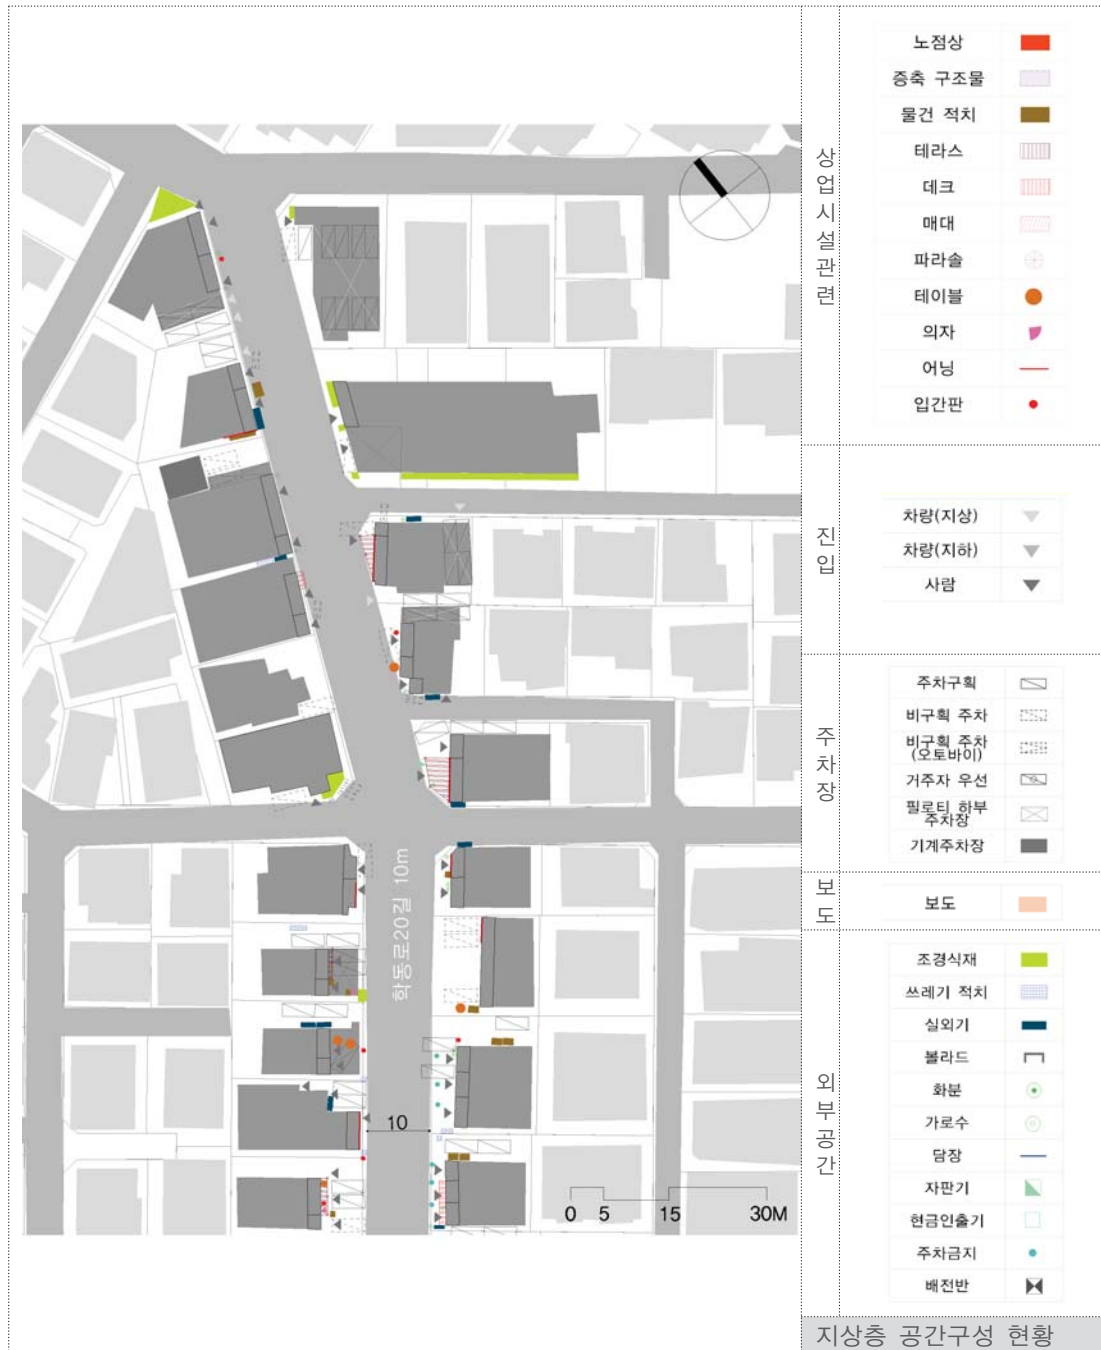 노점상
증축 구조물
물건 적치
테라스
데크
매대
파라솔
테이블
의자
어닝
입간판
상업시설관련
차량(지상)
차량(지하)
사람
진입
주차구획
비구획 주차
비구획 주차
(오토바이)
거주자 우선
필로티 하부
주차장
기계주차장
주차장
보도
보도
조경식재
쓰레기 적치
실외기
볼라드
화분
가로수
담장
자판기
현금인출기
주차금지
배전반
외부공간
학동로20길 10m
10
0 5 15 30M
지상층 공간구성 현황